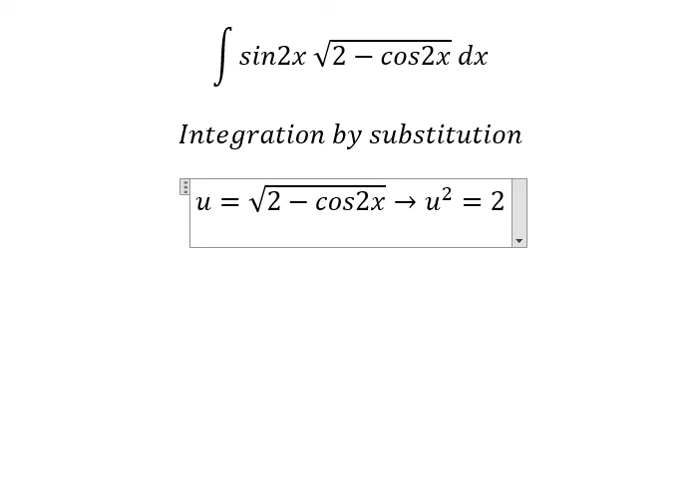 ∫ sin2x √(2 − cos2x) dx
Integration by substitution
u = √(2 − cos2x) → u² = 2